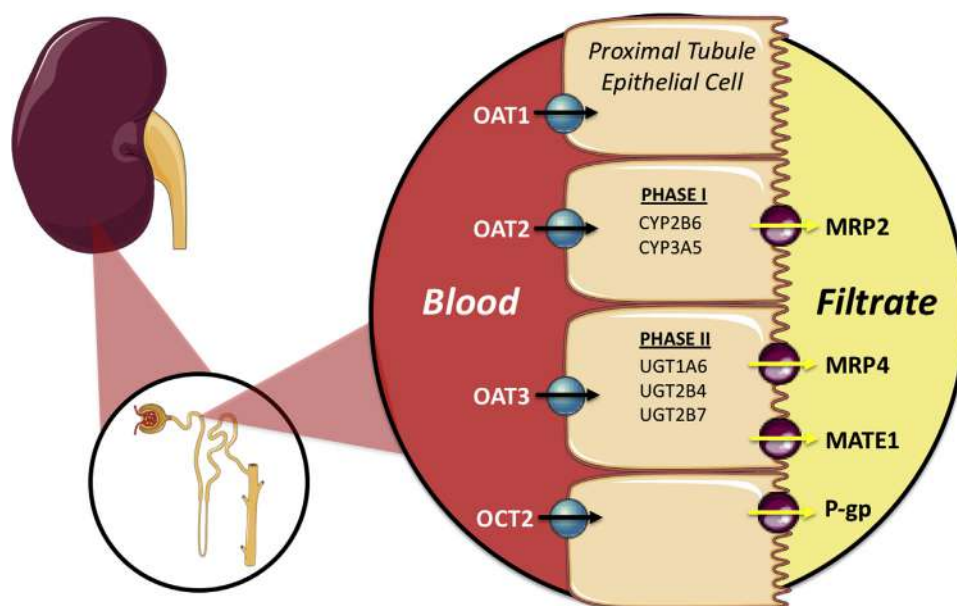 Proximal Tubule
Epithelial Cell
OAT1
OAT2
PHASE I
CYP2B6
CYP3A5
MRP2
Blood
Filtrate
OAT3
PHASE II
UGT1A6
UGT2B4
UGT2B7
MRP4
MATE1
OCT2
P-gp